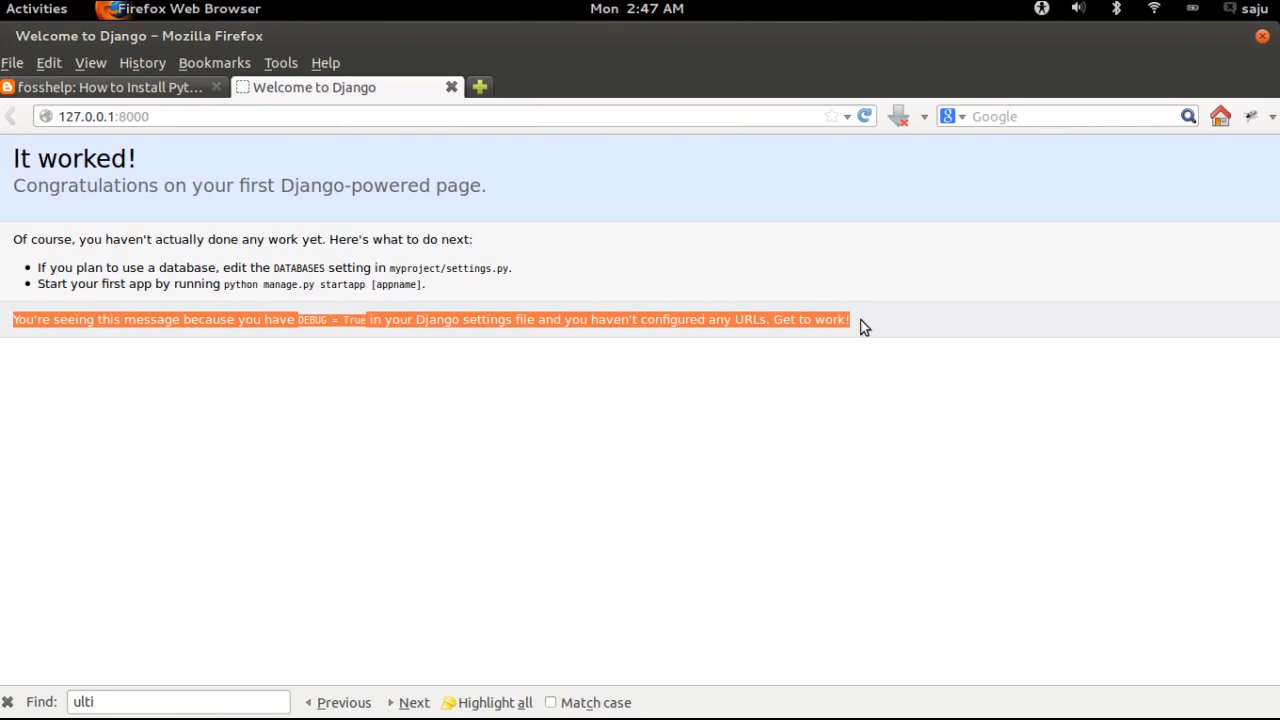 Activities Firefox Web Browser Mon 2:47 AM saju
Welcome to Django - Mozilla Firefox
File Edit View History Bookmarks Tools Help
fosshelp: How to Install Pyt... Welcome to Django
127.0.0.1:8000 Google
It worked!
Congratulations on your first Django-powered page.
Of course, you haven't actually done any work yet. Here's what to do next:
• If you plan to use a database, edit the DATABASES setting in myproject/settings.py.
• Start your first app by running python manage.py startapp [appname].
You're seeing this message because you have DEBUG = True in your Django settings file and you haven't configured any URLs. Get to work!
Find: ulti Previous Next Highlight all Match case